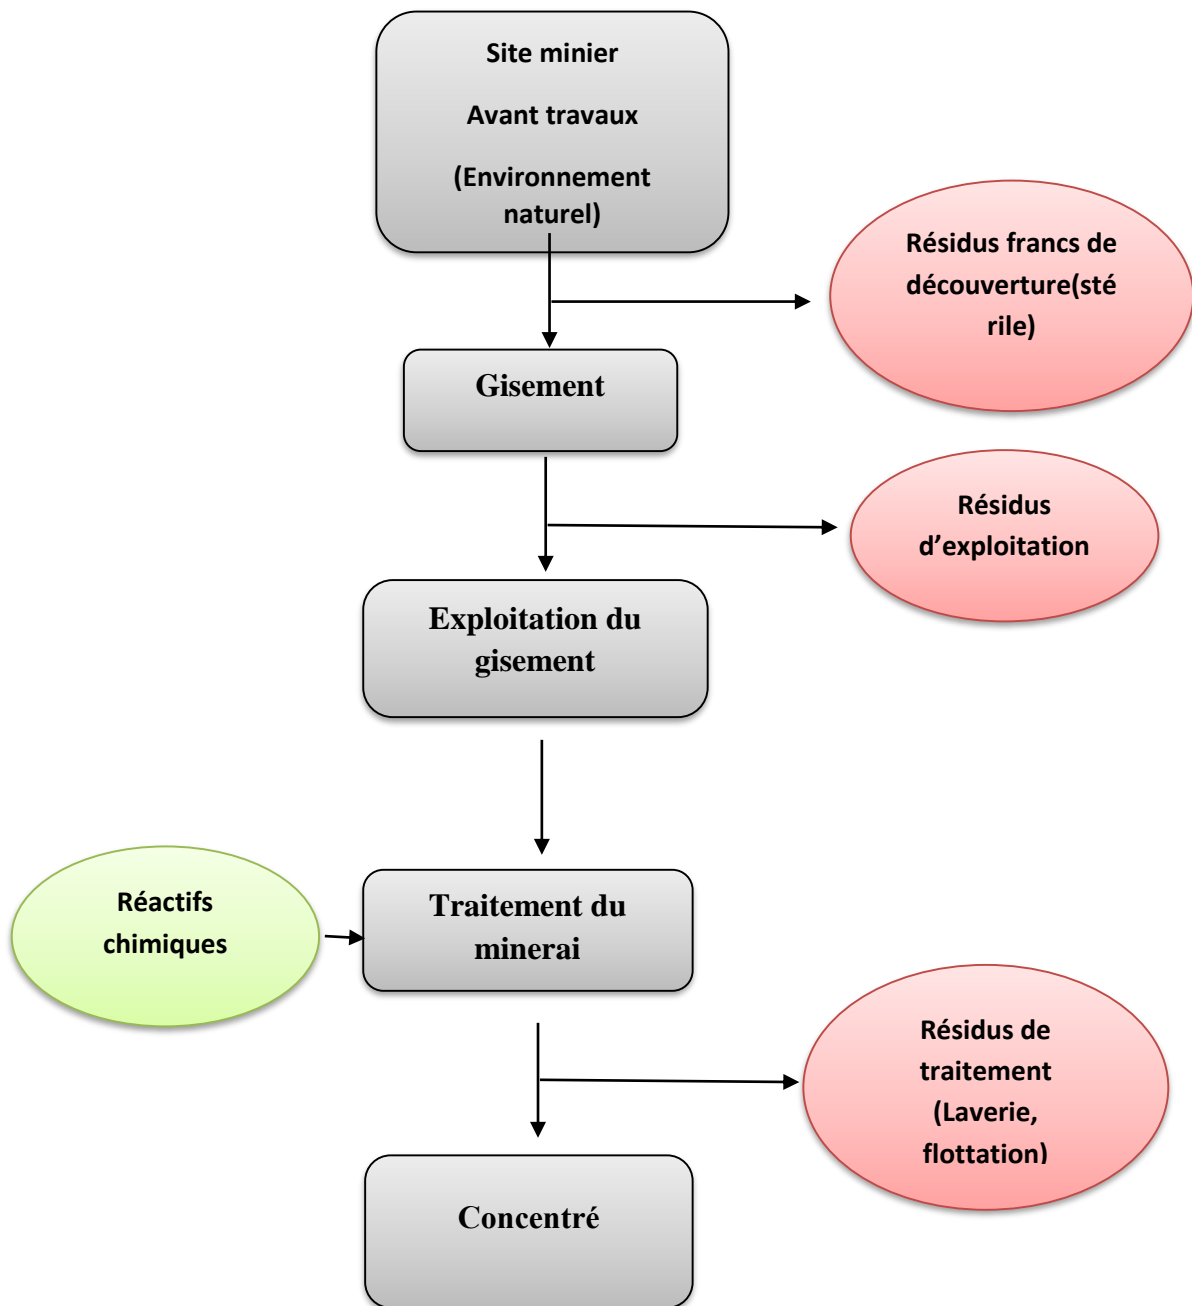 Site minier
Avant travaux
(Environnement
naturel)
Résidus francs de
découverture(sté
rile)
Gisement
Résidus
d’exploitation
Exploitation du
gisement
Réactifs
chimiques
Traitement du
minerai
Résidus de
traitement
(Laverie,
flottation)
Concentré